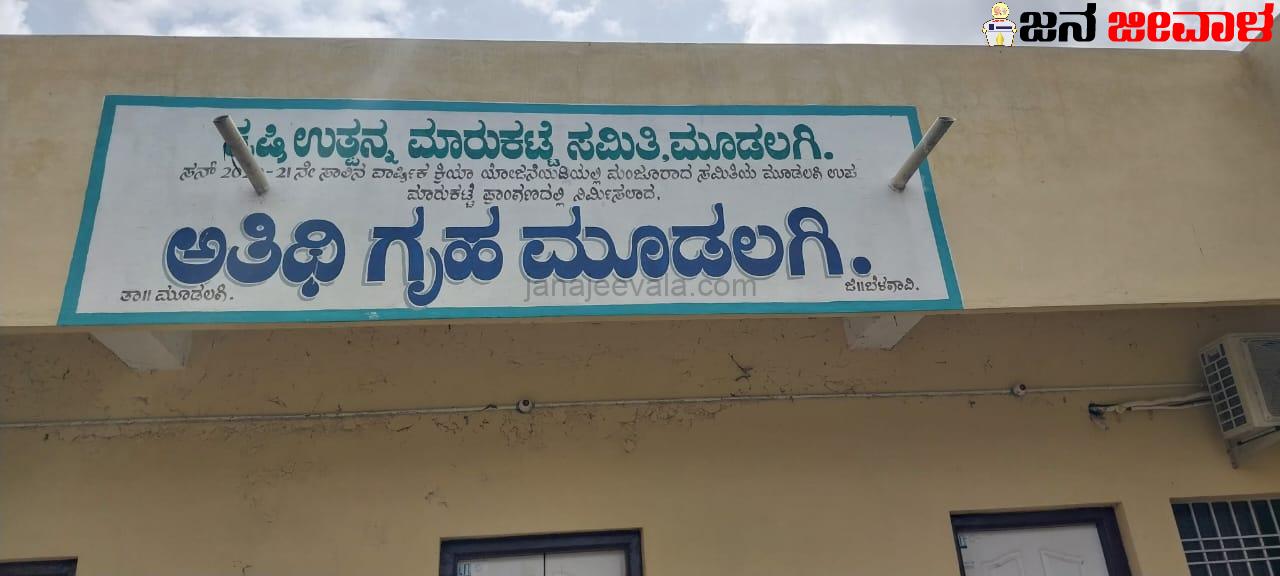 ಜನ ಜೀವಾಳ
ಕೃಷಿ ಉತ್ಪನ್ನ ಮಾರುಕಟ್ಟೆ ಸಮಿತಿ, ಮೂಡಲಗಿ.
ಸನ್ -21 ನೇ ಸಾಲಿನ ವಾರ್ಷಿಕ ಕ್ರಿಯಾ ಯೋಜನೆಯಡಿಯಲ್ಲಿ ಮಂಜೂರಾದ ಸಮಿತಿಯ ಮೂಡಲಗಿ ಉಪ
ಮಾರುಕಟ್ಟೆ ಪ್ರಾಂಗಣದಲ್ಲಿ ನಿರ್ಮಿಸಲಾದ,
ಅತಿಥಿ ಗೃಹ ಮೂಡಲಗಿ.
janajeevala.com
ತಾ॥ ಮೂಡಲಗಿ. ಜಿ॥ಬೆಳಗಾವಿ.